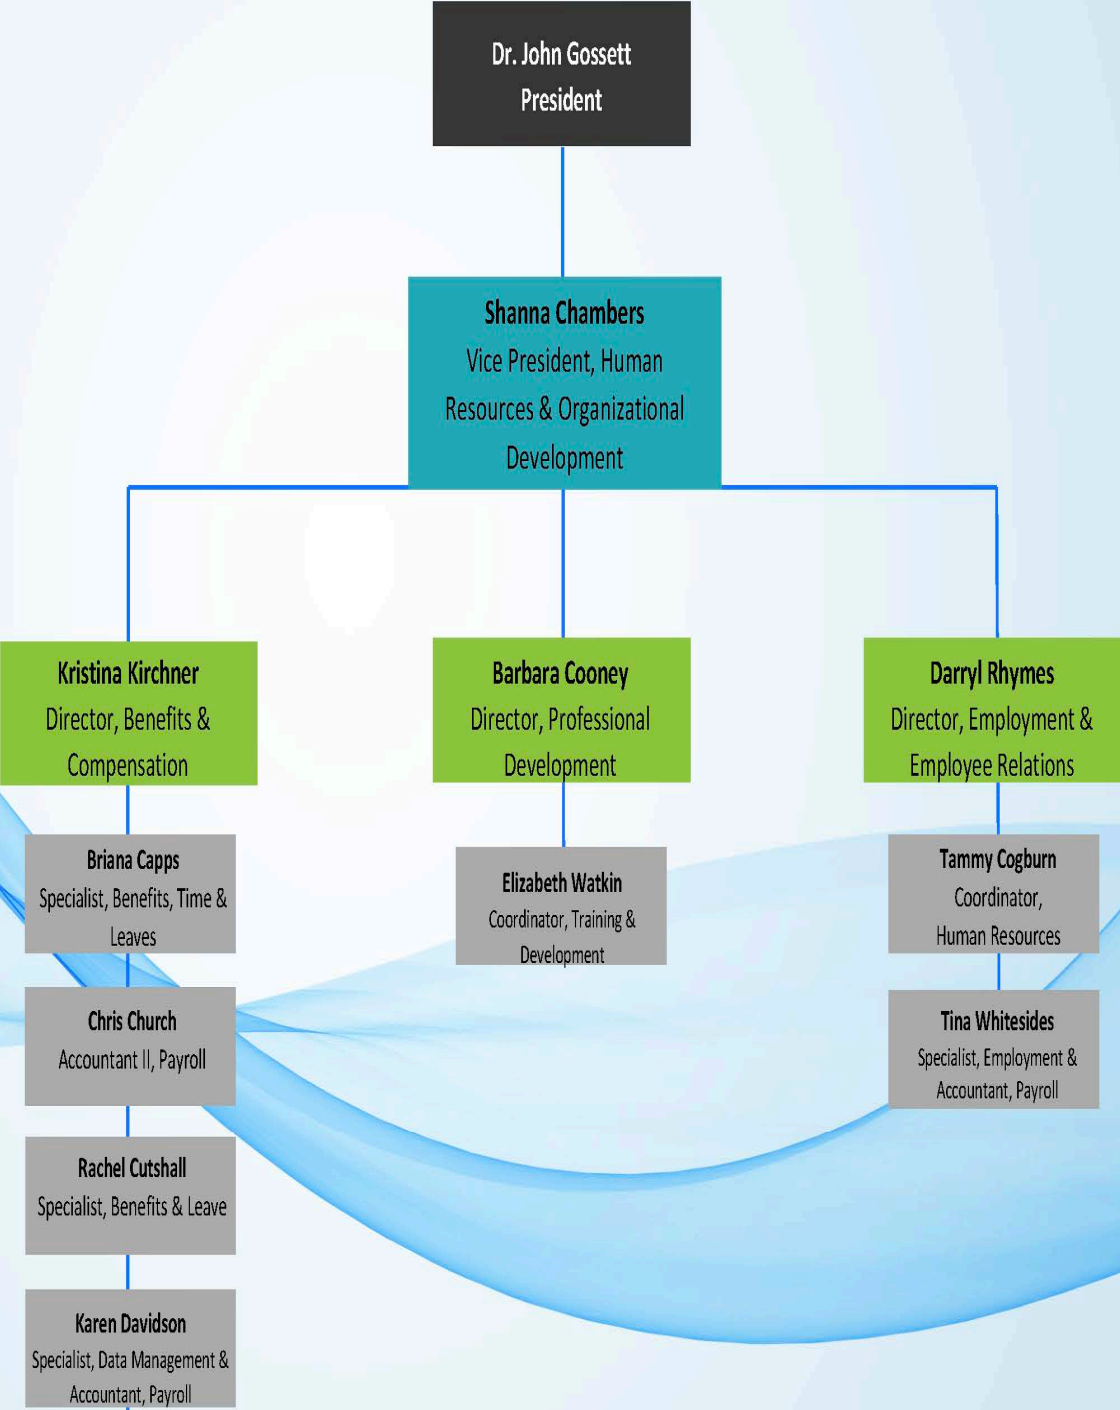 Dr. John Gossett
President
Shanna Chambers
Vice President, Human
Resources & Organizational
Development
Kristina Kirchner
Director, Benefits &
Compensation
Barbara Cooney
Director, Professional
Development
Darryl Rhymes
Director, Employment &
Employee Relations
Briana Capps
Specialist, Benefits, Time &
Leaves
Elizabeth Watkin
Coordinator, Training &
Development
Tammy Cogburn
Coordinator,
Human Resources
Chris Church
Accountant II, Payroll
Tina Whitesides
Specialist, Employment &
Accountant, Payroll
Rachel Cutshall
Specialist, Benefits & Leave
Karen Davidson
Specialist, Data Management &
Accountant, Payroll